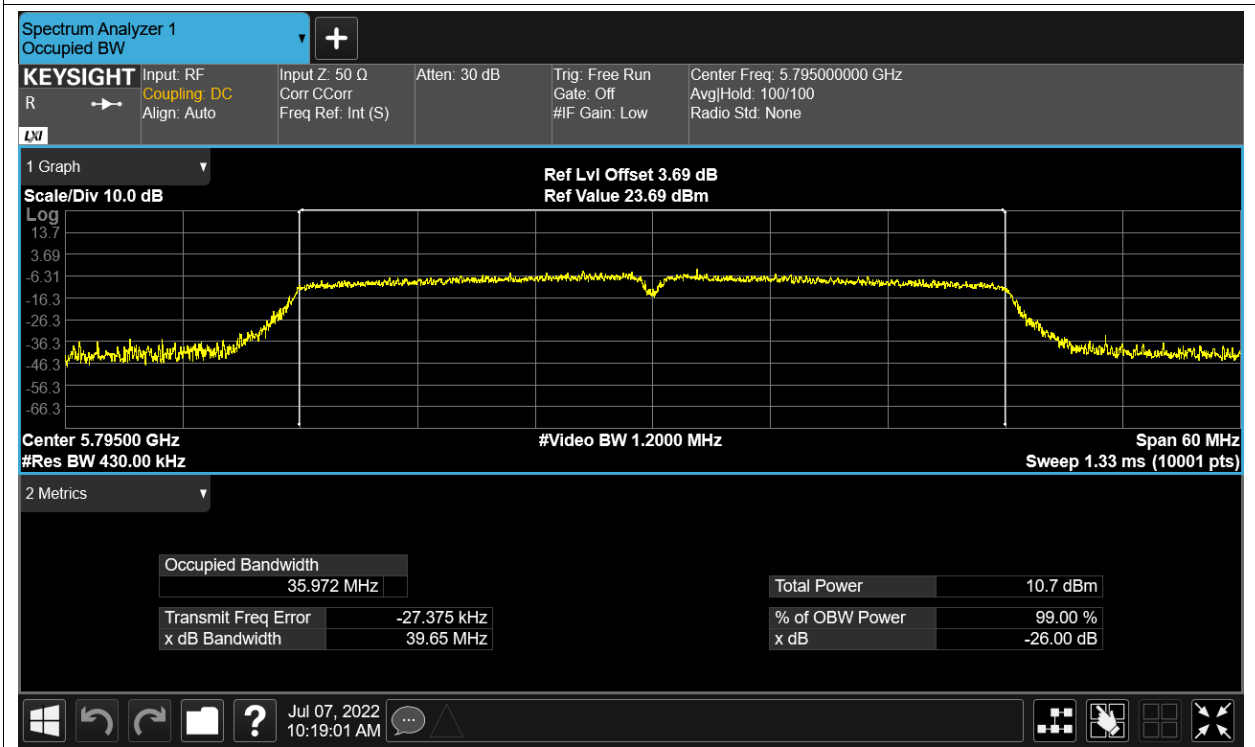 Spectrum Analyzer 1
Occupied BW
KEYSIGHT
R
LXI
Input: RF
Coupling: DC
Align: Auto
Input Z: 50 Ω
Corr CCorr
Freq Ref: Int (S)
Atten: 30 dB
Trig: Free Run
Gate: Off
#IF Gain: Low
Center Freq: 5.795000000 GHz
Avg|Hold: 100/100
Radio Std: None
1 Graph
Scale/Div 10.0 dB
Ref Lvl Offset 3.69 dB
Ref Value 23.69 dBm
Log
13.7
3.69
-6.31
-16.3
-26.3
-36.3
-46.3
-56.3
-66.3
Center 5.79500 GHz
#Video BW 1.2000 MHz
Span 60 MHz
#Res BW 430.00 kHz
Sweep 1.33 ms (10001 pts)
2 Metrics
Occupied Bandwidth
35.972 MHz
Total Power 10.7 dBm
Transmit Freq Error -27.375 kHz
% of OBW Power 99.00 %
x dB Bandwidth 39.65 MHz
x dB -26.00 dB
?
Jul 07, 2022
10:19:01 AM